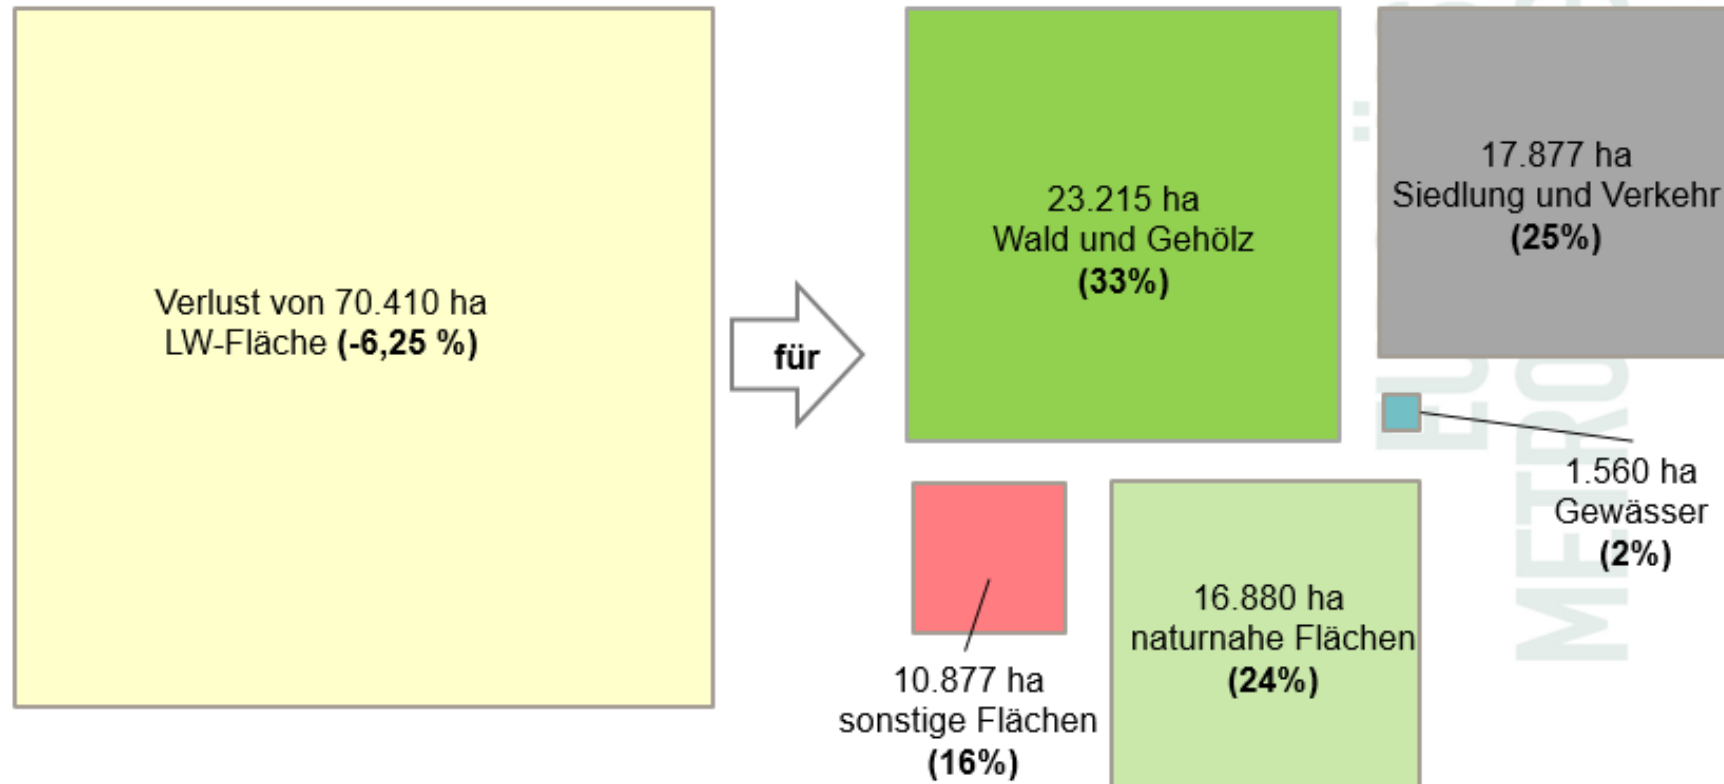 Verlust von 70.410 ha
LW-Fläche (-6,25 %)
für
23.215 ha
Wald und Gehölz
(33%)
17.877 ha
Siedlung und Verkehr
(25%)
1.560 ha
Gewässer
(2%)
10.877 ha
sonstige Flächen
(16%)
16.880 ha
naturnahe Flächen
(24%)
METRO